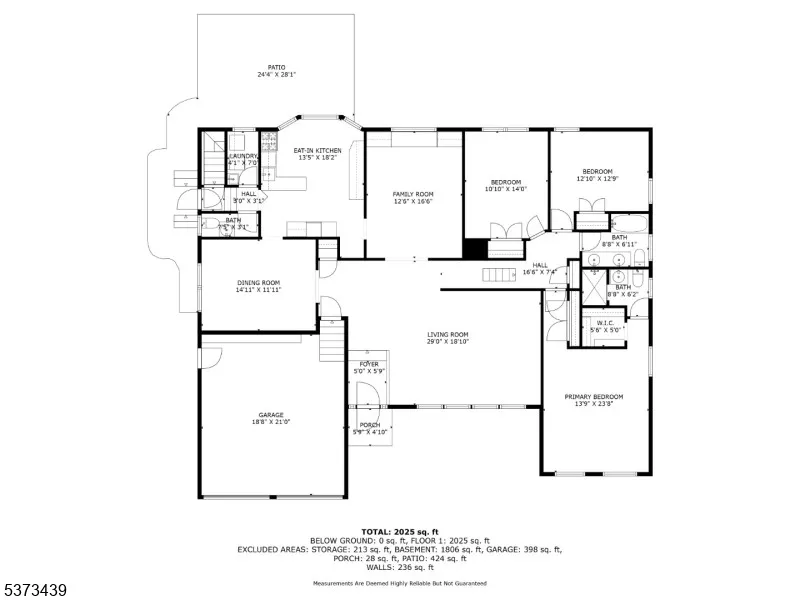 PATIO
24'4" X 28'1"
EAT-IN KITCHEN
13'5" X 18'2"
LAUNDRY
4'1" X 7'0"
HALL
9'0" X 3'1"
BATH
7'5" X 3'1"
FAMILY ROOM
12'6" X 16'6"
BEDROOM
10'10" X 14'0"
BEDROOM
12'10" X 12'9"
BATH
8'8" X 6'11"
HALL
16'6" X 7'4"
BATH
8'8" X 6'2"
W.I.C.
5'6" X 5'0"
DINING ROOM
14'11" X 11'11"
LIVING ROOM
29'0" X 18'10"
FOYER
5'0" X 5'9"
PRIMARY BEDROOM
13'9" X 23'8"
GARAGE
18'8" X 21'0"
PORCH
5'9" X 4'10"
TOTAL: 2025 sq. ft
BELOW GROUND: 0 sq. ft, FLOOR 1: 2025 sq. ft
EXCLUDED AREAS: STORAGE: 213 sq. ft, BASEMENT: 1806 sq. ft, GARAGE: 398 sq. ft,
PORCH: 28 sq. ft, PATIO: 424 sq. ft
WALLS: 236 sq. ft
Measurements Are Deemed Highly Reliable But Not Guaranteed
5373439